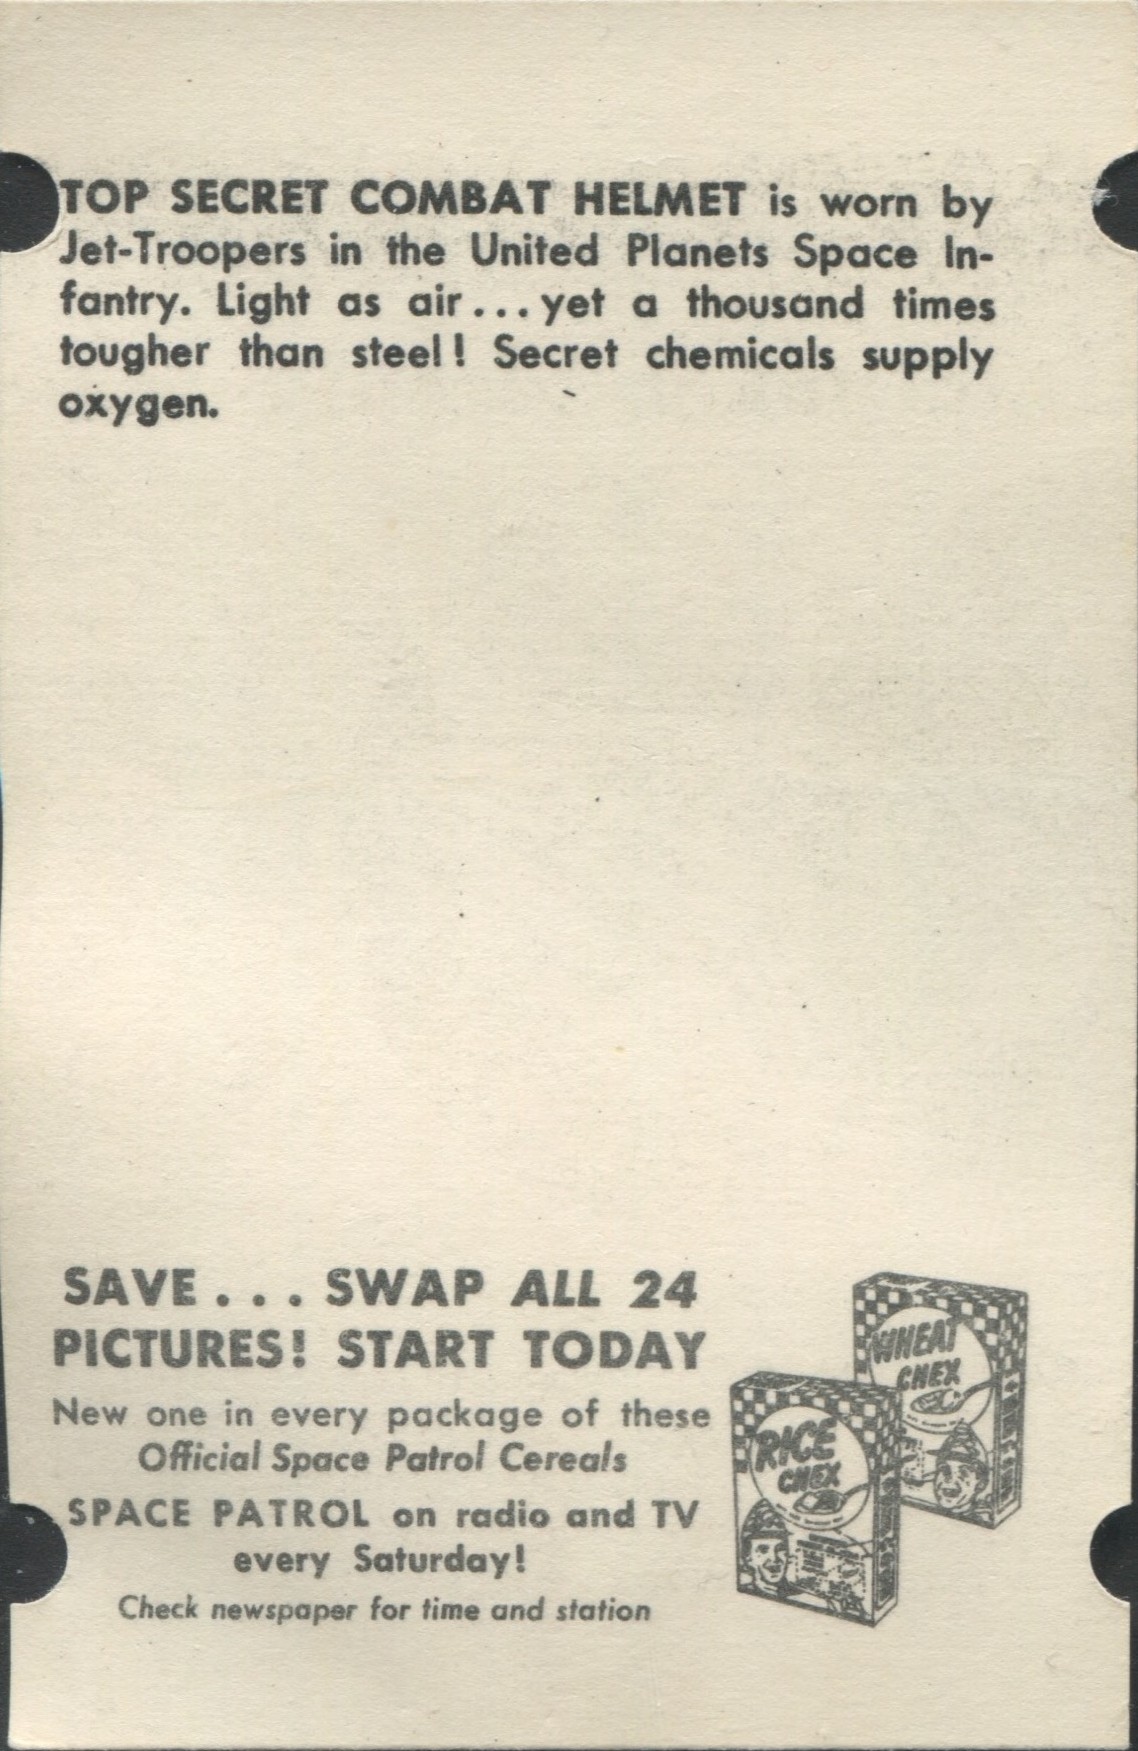 TOP SECRET COMBAT HELMET is worn by
Jet-Troopers in the United Planets Space In-
fantry. Light as air...yet a thousand times
tougher than steel! Secret chemicals supply
oxygen.
SAVE... SWAP ALL 24
PICTURES! START TODAY
New one in every package of these
Official Space Patrol Cereals
SPACE PATROL on radio and TV
every Saturday!
Check newspaper for time and station
WHEAT
CHEX
RICE
CHEX